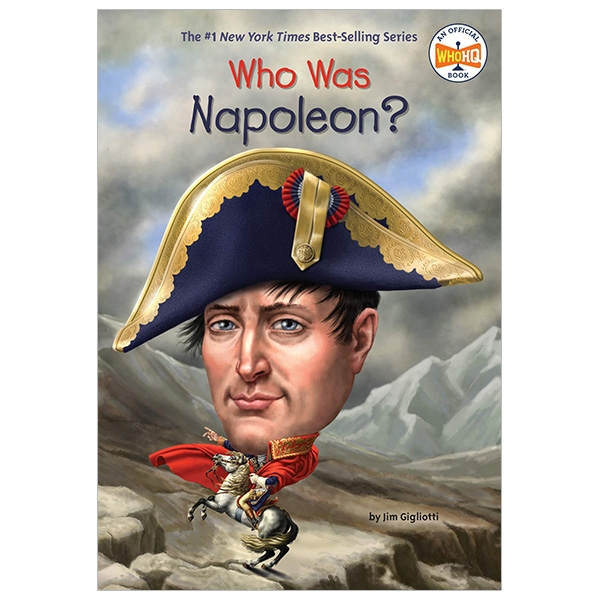 The #1 New York Times Best-Selling Series
AN OFFICIAL
WHOHQ
BOOK
Who Was
Napoleon?
by Jim Gigliotti